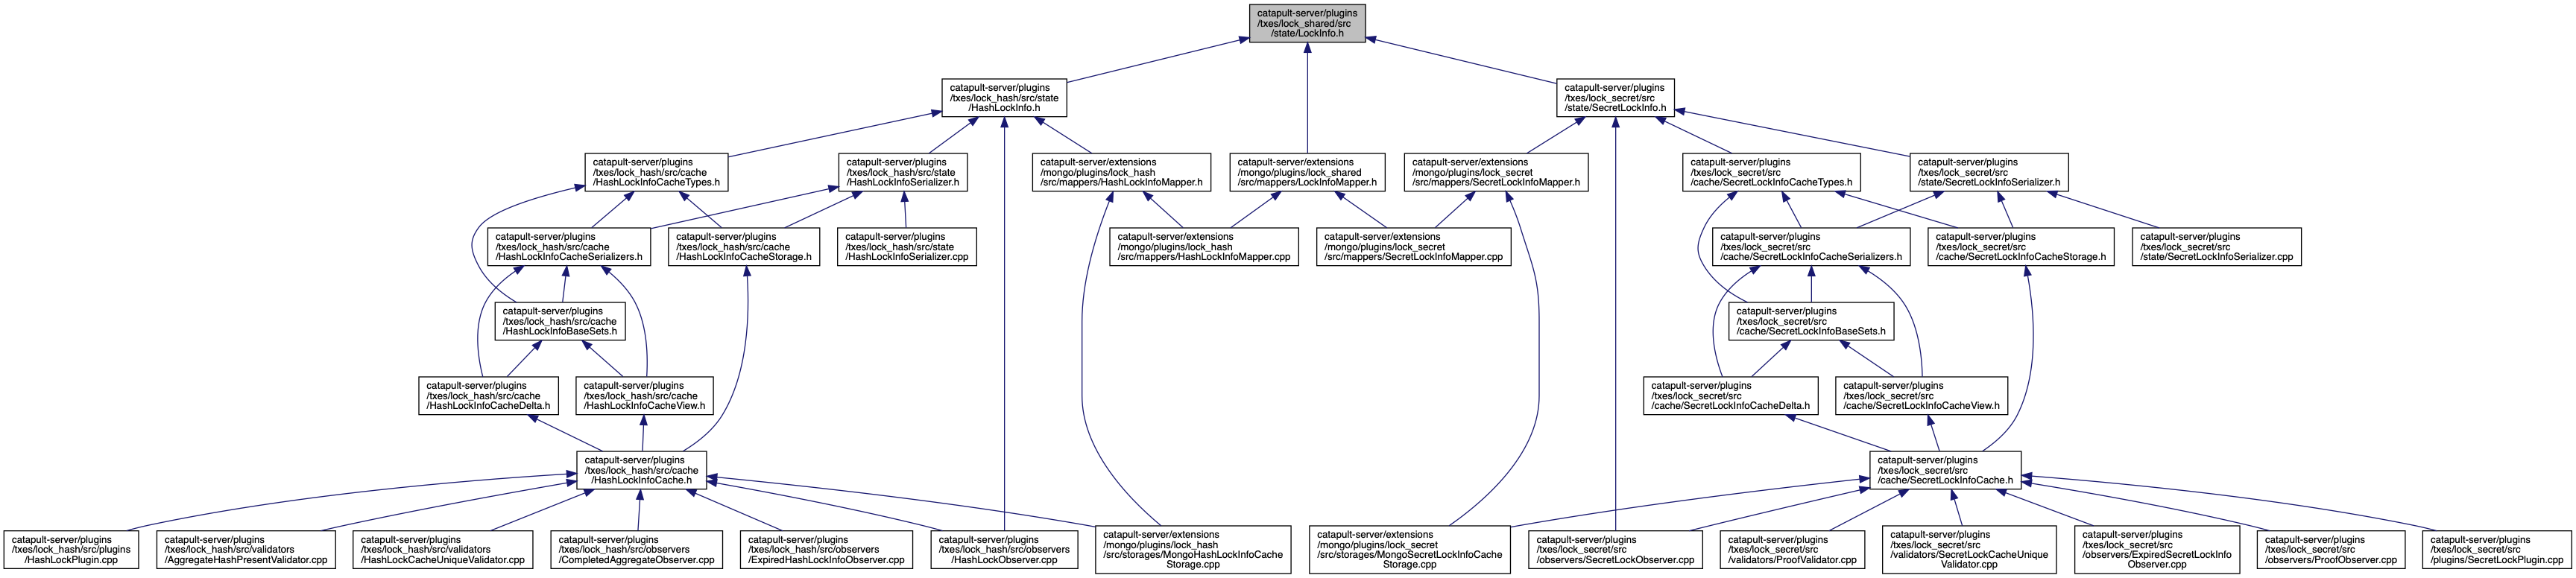 catapult-server/plugins
/txes/lock_shared/src
/state/LockInfo.h
catapult-server/plugins
/txes/lock_hash/src/state
/HashLockInfo.h
catapult-server/plugins
/txes/lock_secret/src
/state/SecretLockInfo.h
catapult-server/plugins
/txes/lock_hash/src/cache
/HashLockInfoCacheTypes.h
catapult-server/plugins
/txes/lock_hash/src/state
/HashLockInfoSerializer.h
catapult-server/extensions
/mongo/plugins/lock_hash
/src/mappers/HashLockInfoMapper.h
catapult-server/extensions
/mongo/plugins/lock_shared
/src/mappers/LockInfoMapper.h
catapult-server/extensions
/mongo/plugins/lock_secret
/src/mappers/SecretLockInfoMapper.h
catapult-server/plugins
/txes/lock_secret/src
/cache/SecretLockInfoCacheTypes.h
catapult-server/plugins
/txes/lock_secret/src
/state/SecretLockInfoSerializer.h
catapult-server/plugins
/txes/lock_hash/src/cache
/HashLockInfoCacheSerializers.h
catapult-server/plugins
/txes/lock_hash/src/cache
/HashLockInfoCacheStorage.h
catapult-server/plugins
/txes/lock_hash/src/state
/HashLockInfoSerializer.cpp
catapult-server/extensions
/mongo/plugins/lock_hash
/src/mappers/HashLockInfoMapper.cpp
catapult-server/extensions
/mongo/plugins/lock_secret
/src/mappers/SecretLockInfoMapper.cpp
catapult-server/plugins
/txes/lock_secret/src
/cache/SecretLockInfoCacheSerializers.h
catapult-server/plugins
/txes/lock_secret/src
/cache/SecretLockInfoCacheStorage.h
catapult-server/plugins
/txes/lock_secret/src
/state/SecretLockInfoSerializer.cpp
catapult-server/plugins
/txes/lock_hash/src/cache
/HashLockInfoBaseSets.h
catapult-server/plugins
/txes/lock_secret/src
/cache/SecretLockInfoBaseSets.h
catapult-server/plugins
/txes/lock_hash/src/cache
/HashLockInfoCacheDelta.h
catapult-server/plugins
/txes/lock_hash/src/cache
/HashLockInfoCacheView.h
catapult-server/plugins
/txes/lock_secret/src
/cache/SecretLockInfoCacheDelta.h
catapult-server/plugins
/txes/lock_secret/src
/cache/SecretLockInfoCacheView.h
catapult-server/plugins
/txes/lock_hash/src/cache
/HashLockInfoCache.h
catapult-server/plugins
/txes/lock_secret/src
/cache/SecretLockInfoCache.h
catapult-server/plugins
/txes/lock_hash/src/plugins
/HashLockPlugin.cpp
catapult-server/plugins
/txes/lock_hash/src/validators
/AggregateHashPresentValidator.cpp
catapult-server/plugins
/txes/lock_hash/src/validators
/HashLockCacheUniqueValidator.cpp
catapult-server/plugins
/txes/lock_hash/src/observers
/CompletedAggregateObserver.cpp
catapult-server/plugins
/txes/lock_hash/src/observers
/ExpiredHashLockInfoObserver.cpp
catapult-server/plugins
/txes/lock_hash/src/observers
/HashLockObserver.cpp
catapult-server/extensions
/mongo/plugins/lock_hash
/src/storages/MongoHashLockInfoCache
Storage.cpp
catapult-server/extensions
/mongo/plugins/lock_secret
/src/storages/MongoSecretLockInfoCache
Storage.cpp
catapult-server/plugins
/txes/lock_secret/src
/observers/SecretLockObserver.cpp
catapult-server/plugins
/txes/lock_secret/src
/validators/ProofValidator.cpp
catapult-server/plugins
/txes/lock_secret/src
/validators/SecretLockCacheUnique
Validator.cpp
catapult-server/plugins
/txes/lock_secret/src
/observers/ExpiredSecretLockInfo
Observer.cpp
catapult-server/plugins
/txes/lock_secret/src
/observers/ProofObserver.cpp
catapult-server/plugins
/txes/lock_secret/src
/plugins/SecretLockPlugin.cpp